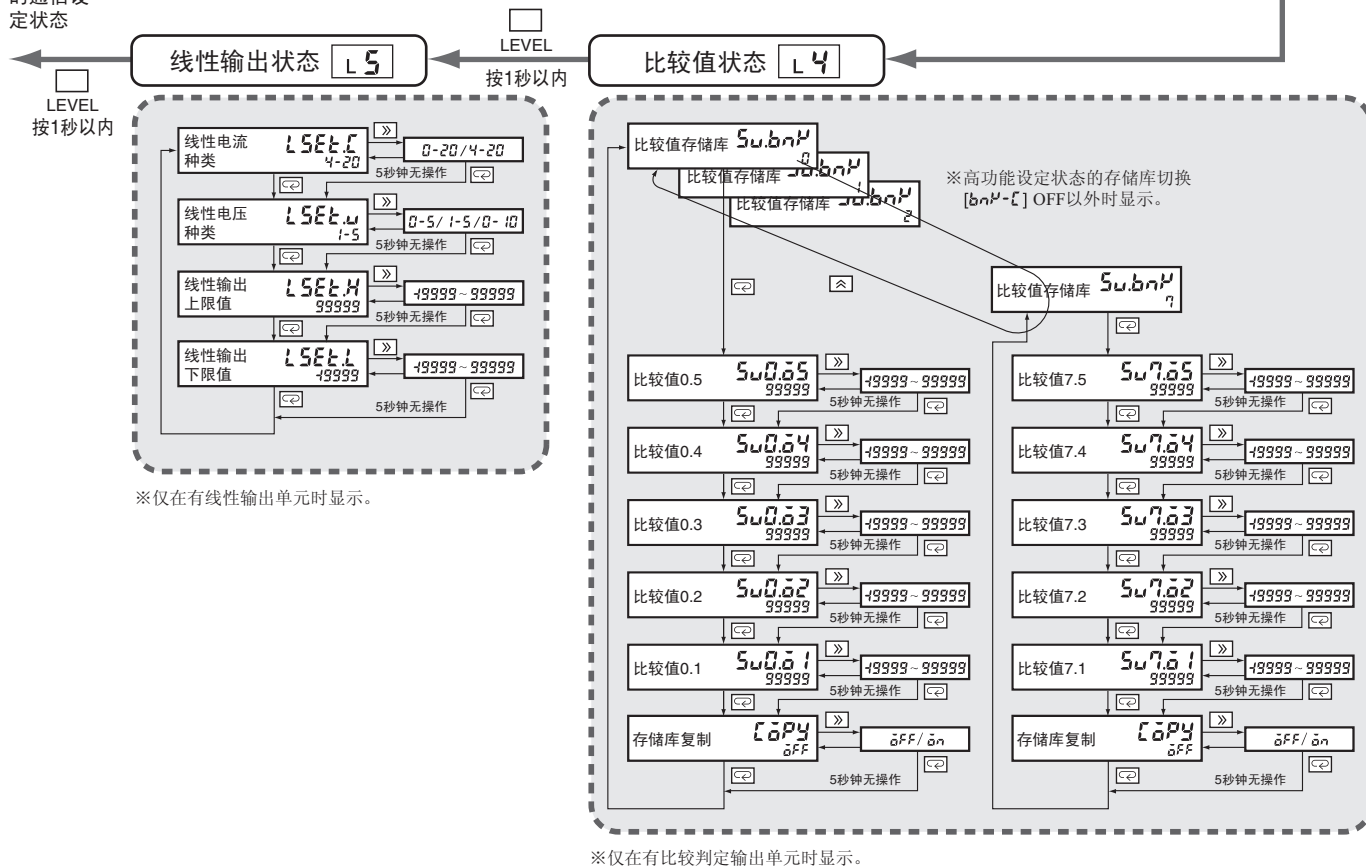 的通信设
定状态
LEVEL
按1秒以内
线性输出状态 L 5
LEVEL
按1秒以内
比较值状态 L 4
线性电流
种类
LSEt.C
4-20
0-20/4-20
5秒钟无操作
线性电压
种类
LSEt.u
1-5
0-5/1-5/0-10
5秒钟无操作
线性输出
上限值
LSEt.H
99999
-19999~99999
5秒钟无操作
线性输出
下限值
LSEt.L
-19999
-19999~99999
5秒钟无操作
※仅在有线性输出单元时显示。
比较值存储库 Su.bnK
0
比较值存储库 Su.bnK
1
比较值存储库 Su.bnK
2
※高功能设定状态的存储库切换
[bnK-C] OFF以外时显示。
比较值存储库 Su.bnK
7
比较值0.5 Su0.o5
99999
-19999~99999
5秒钟无操作
比较值0.4 Su0.o4
99999
-19999~99999
5秒钟无操作
比较值0.3 Su0.o3
99999
-19999~99999
5秒钟无操作
比较值0.2 Su0.o2
99999
-19999~99999
5秒钟无操作
比较值0.1 Su0.o1
99999
-19999~99999
5秒钟无操作
存储库复制 CoPY
oFF
oFF/on
5秒钟无操作
比较值7.5 Su7.o5
99999
-19999~99999
5秒钟无操作
比较值7.4 Su7.o4
99999
-19999~99999
5秒钟无操作
比较值7.3 Su7.o3
99999
-19999~99999
5秒钟无操作
比较值7.2 Su7.o2
99999
-19999~99999
5秒钟无操作
比较值7.1 Su7.o1
99999
-19999~99999
5秒钟无操作
存储库复制 CoPY
oFF
oFF/on
5秒钟无操作
※仅在有比较判定输出单元时显示。